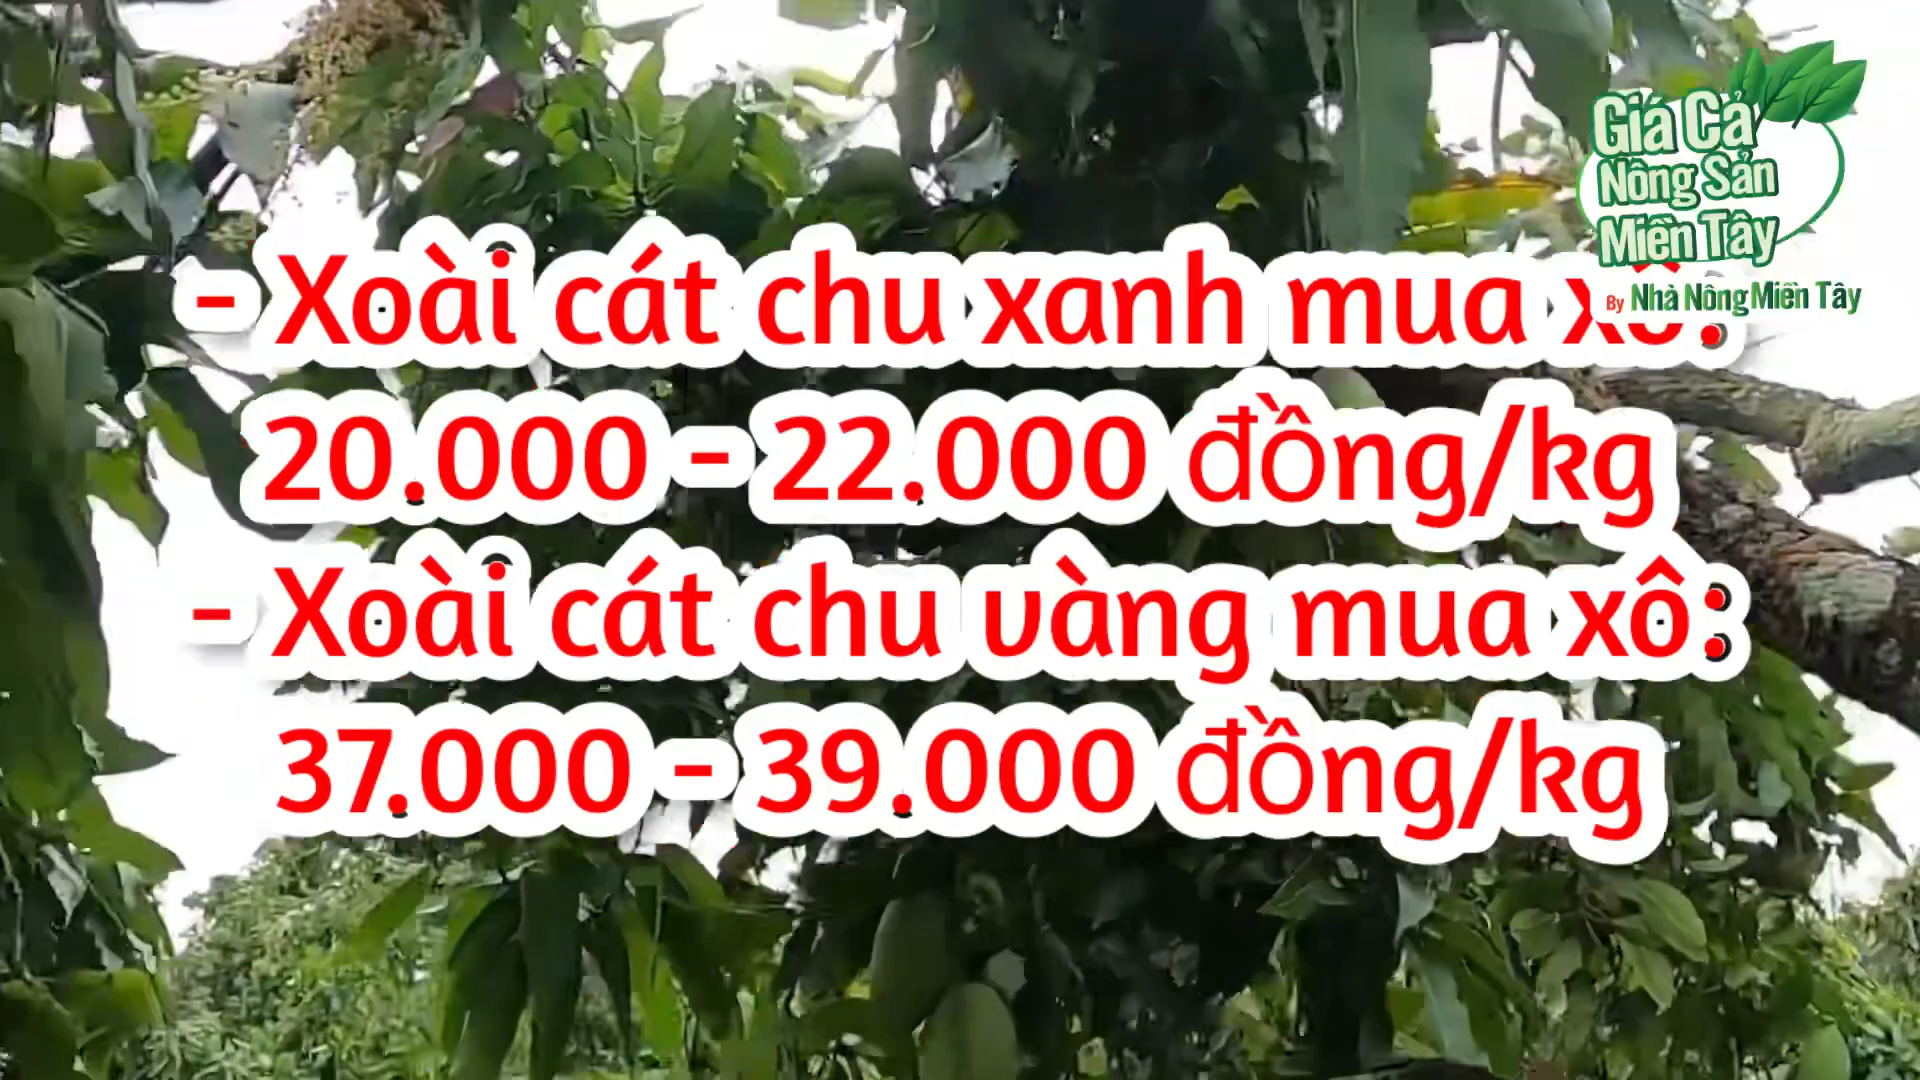 Giá Cả
Nông Sản
Miền Tây
By Nhà Nông Miền Tây
- Xoài cát chu xanh mua xô:
20.000 - 22.000 đồng/kg
- Xoài cát chu vàng mua xô:
37.000 - 39.000 đồng/kg